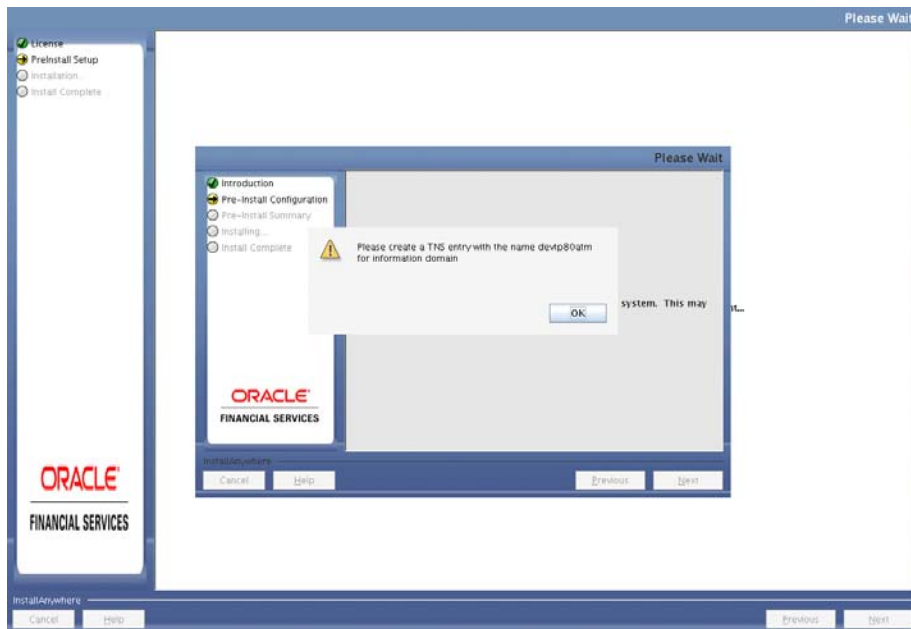 Please Wait
License
PreInstall Setup
Installation...
Install Complete
Please Wait
Introduction
Pre-Install Configuration
Pre-Install Summary
Installing...
Install Complete
Please create a TNS entry with the name
for information domain
OK
system. This may
ORACLE
FINANCIAL SERVICES
InstallAnywhere
Cancel
Help
Previous
Next
ORACLE
FINANCIAL SERVICES
InstallAnywhere
Cancel
Help
Previous
Next